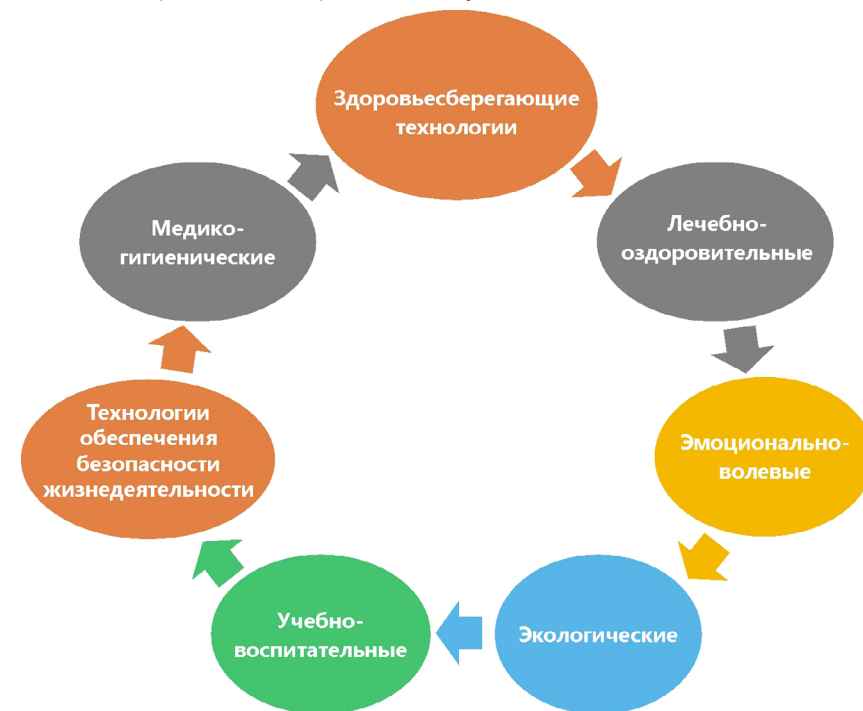 Здоровьесберегающие
технологии
Лечебно-
оздоровительные
Эмоционально-
волевые
Экологические
Учебно-
воспитательные
Технологии
обеспечения
безопасности
жизнедеятельности
Медико-
гигиенические